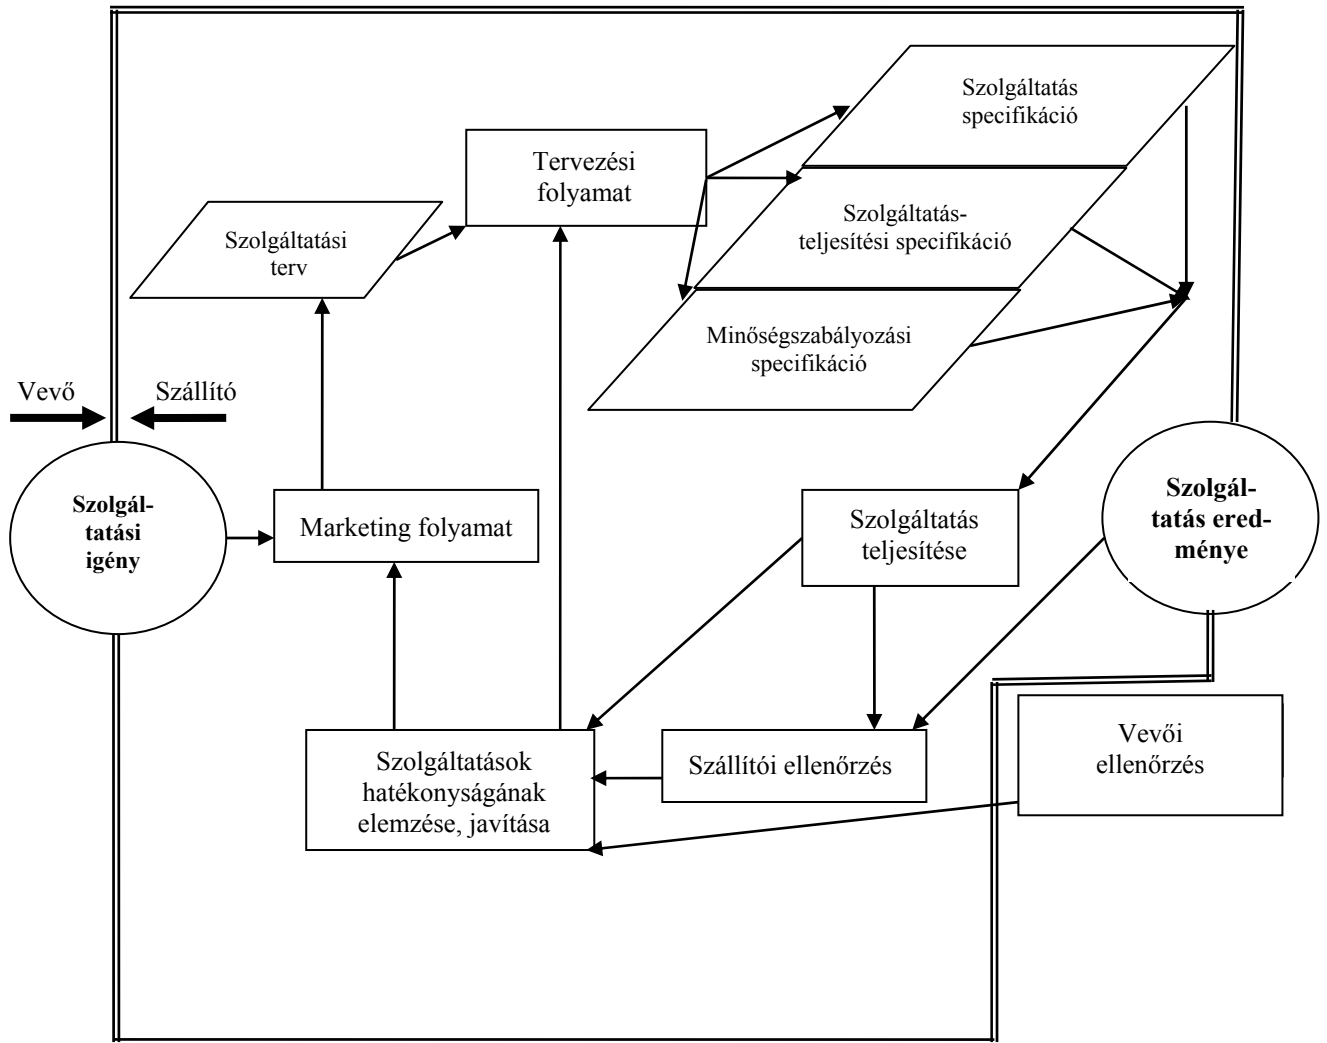 Szolgáltatás
specifikáció
Tervezési
folyamat
Szolgáltatás-
teljesítési specifikáció
Szolgáltatási
terv
Minőségszabályozási
specifikáció
Vevő
Szállító
Szolgál-
tatási
igény
Marketing folyamat
Szolgáltatás
teljesítése
Szolgál-
tatás ered-
ménye
Szolgáltatások
hatékonyságának
elemzése, javítása
Szállítói ellenőrzés
Vevői
ellenőrzés